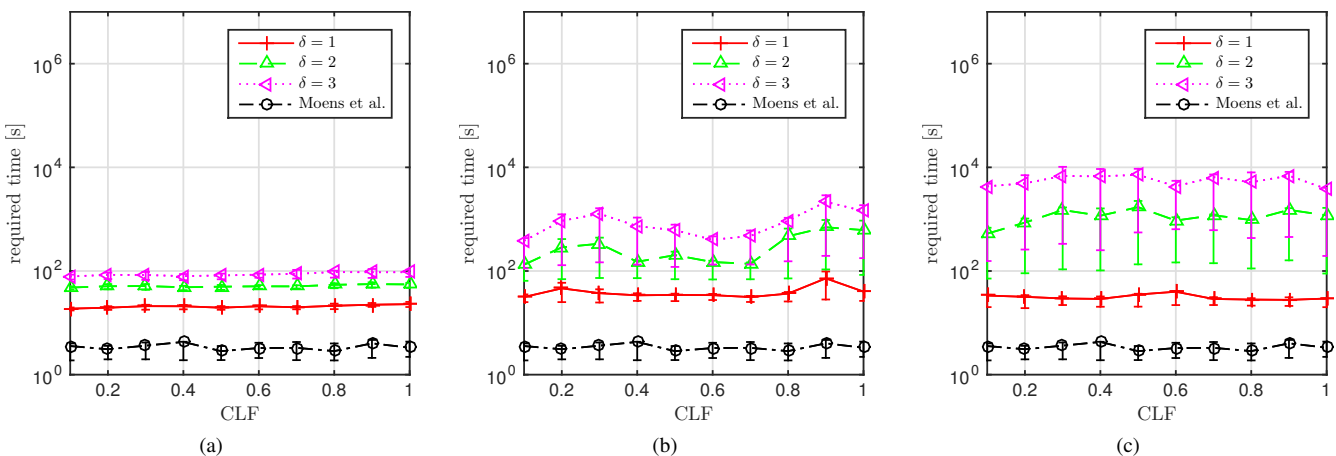 δ = 1
δ = 2
δ = 3
Moens et al.
10^6
10^4
10^2
10^0
required time [s]
0.2 0.4 0.6 0.8 1
CLF
(a)
δ = 1
δ = 2
δ = 3
Moens et al.
10^6
10^4
10^2
10^0
required time [s]
0.2 0.4 0.6 0.8 1
CLF
(b)
δ = 1
δ = 2
δ = 3
Moens et al.
10^6
10^4
10^2
10^0
required time [s]
0.2 0.4 0.6 0.8 1
CLF
(c)